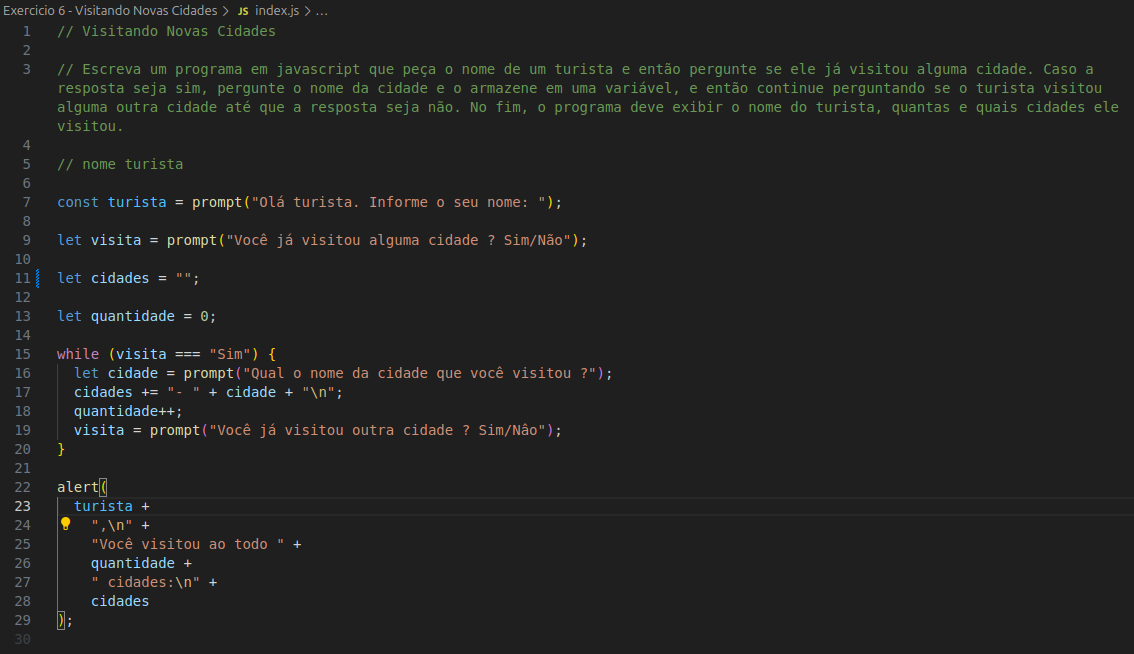 Exercicio 6 - Visitando Novas Cidades > JS index.js > ...
1 // Visitando Novas Cidades
2
3 // Escreva um programa em javascript que peça o nome de um turista e então pergunte se ele já visitou alguma cidade. Caso a
resposta seja sim, pergunte o nome da cidade e o armazene em uma variável, e então continue perguntando se o turista visitou
alguma outra cidade até que a resposta seja não. No fim, o programa deve exibir o nome do turista, quantas e quais cidades ele
visitou.
4
5 // nome turista
6
7 const turista = prompt("Olá turista. Informe o seu nome: ");
8
9 let visita = prompt("Você já visitou alguma cidade ? Sim/Não");
10
11 let cidades = "";
12
13 let quantidade = 0;
14
15 while (visita === "Sim") {
16 let cidade = prompt("Qual o nome da cidade que você visitou ?");
17 cidades += "- " + cidade + "\n";
18 quantidade++;
19 visita = prompt("Você já visitou outra cidade ? Sim/Nâo");
20 }
21
22 alert(
23 turista +
24 ",\n" +
25 "Você visitou ao todo " +
26 quantidade +
27 " cidades:\n" +
28 cidades
29 );
30